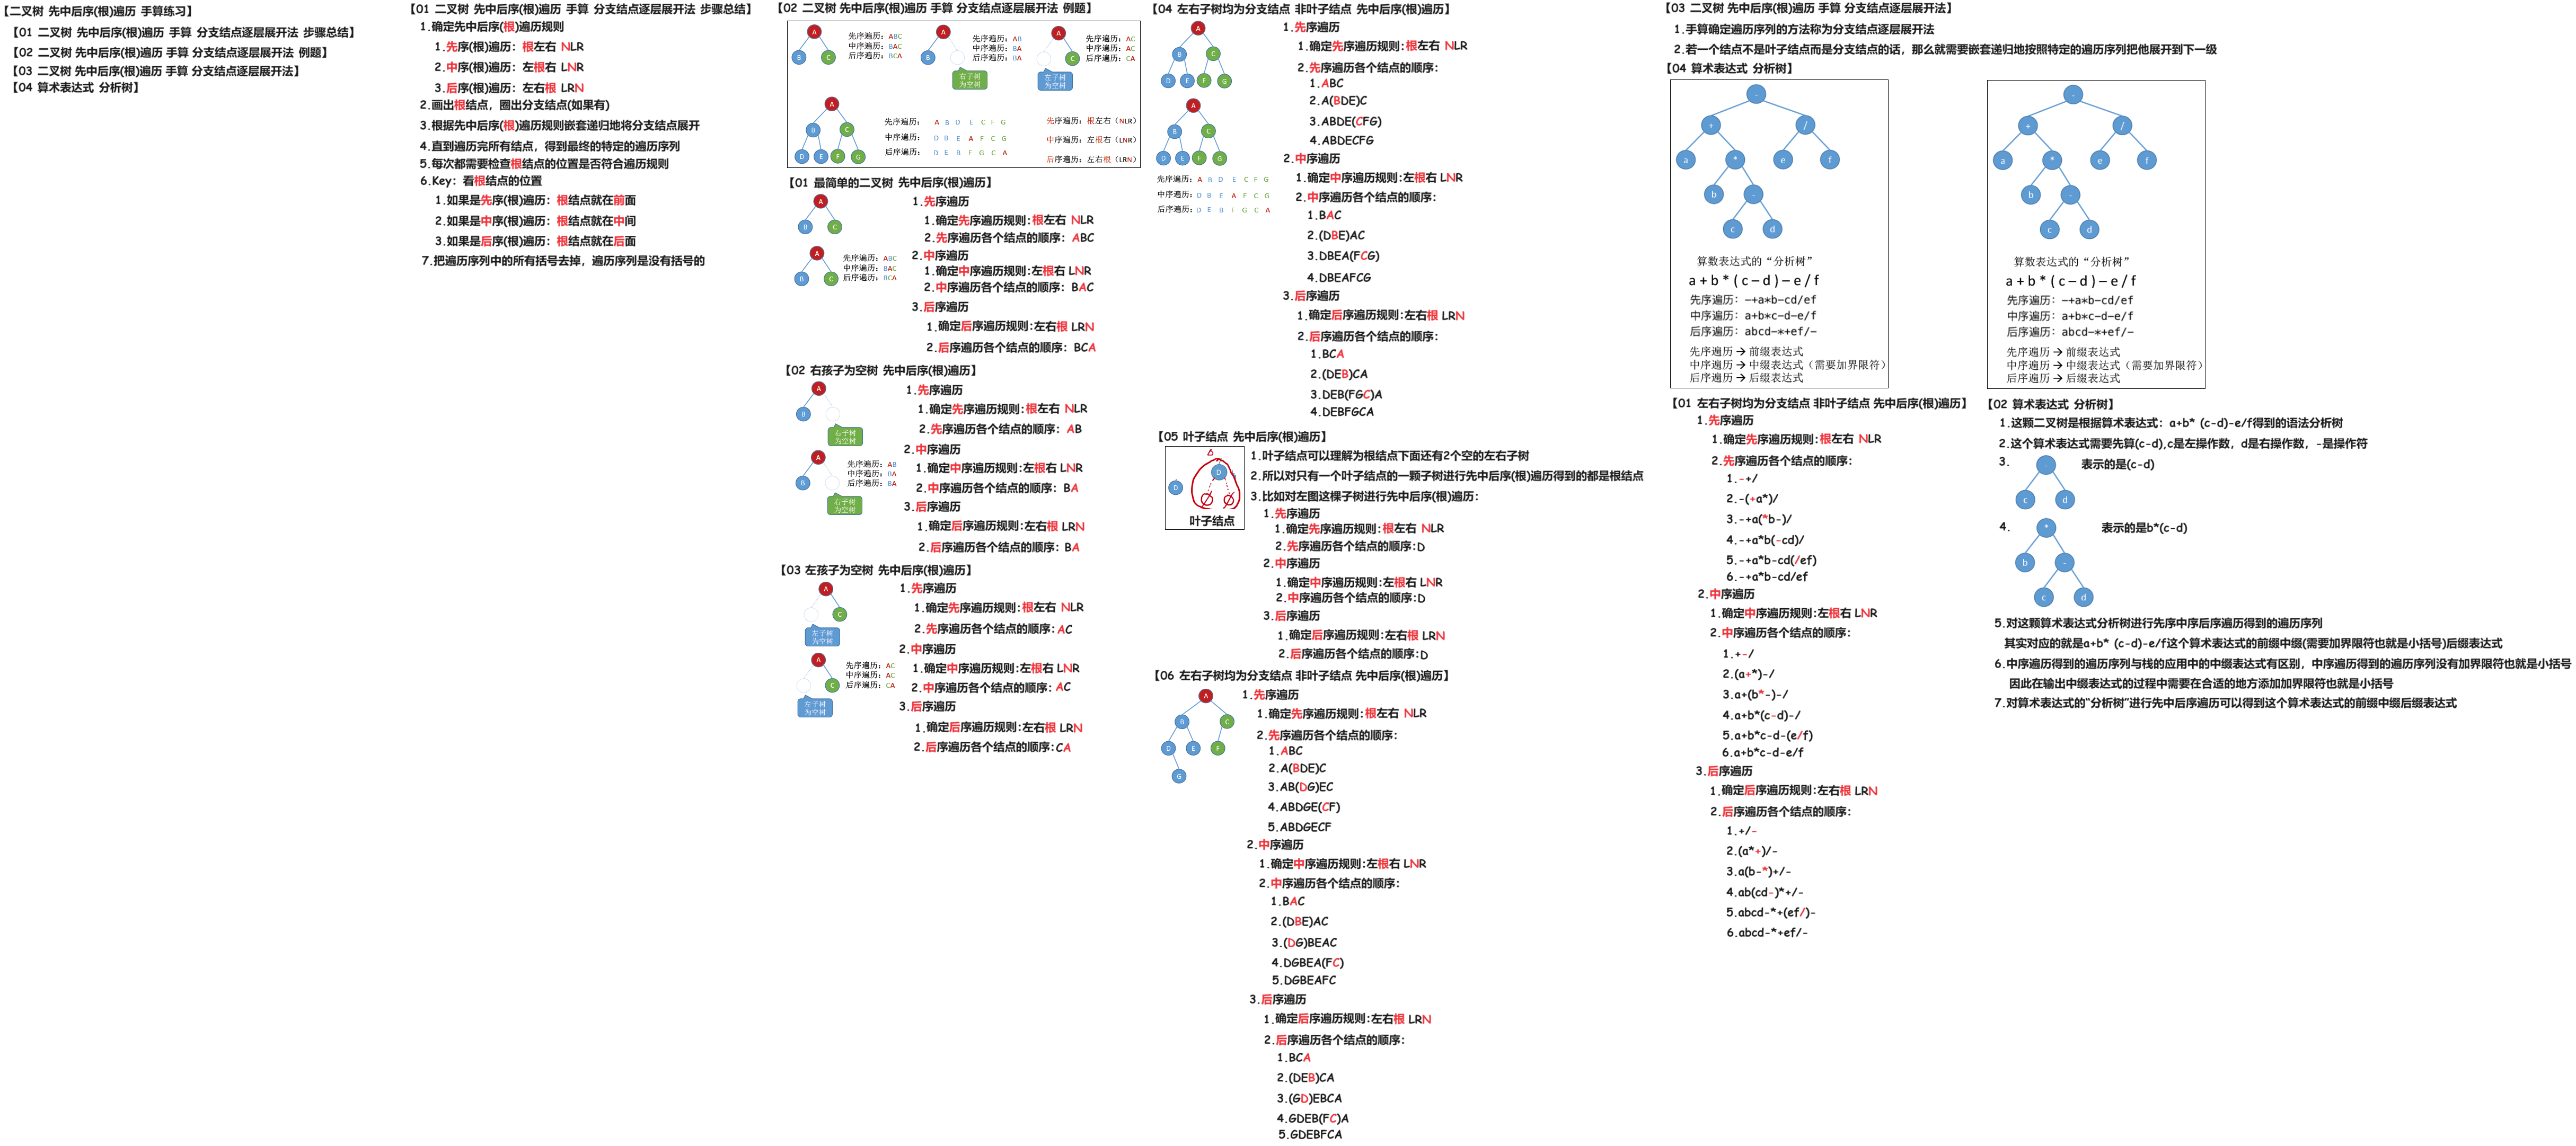 【二叉树 先中后序(根)遍历 手算练习】
【01 二叉树 先中后序(根)遍历 手算 分支结点逐层展开法 步骤总结】
【02 二叉树 先中后序(根)遍历 手算 分支结点逐层展开法 例题】
【03 二叉树 先中后序(根)遍历 手算 分支结点逐层展开法】
【04 算术表达式 分析树】
【01 二叉树 先中后序(根)遍历 手算 分支结点逐层展开法 步骤总结】
1.确定先中后序(根)遍历规则
1.先序(根)遍历：根左右 NLR
2.中序(根)遍历：左根右 LNR
3.后序(根)遍历：左右根 LRN
2.画出根结点，圈出分支结点(如果有)
3.根据先中后序(根)遍历规则嵌套递归地将分支结点展开
4.直到遍历完所有结点，得到最终的特定的遍历序列
5.每次都需要检查根结点的位置是否符合遍历规则
6.Key：看根结点的位置
1.如果是先序(根)遍历：根结点就在前面
2.如果是中序(根)遍历：根结点就在中间
3.如果是后序(根)遍历：根结点就在后面
7.把遍历序列中的所有括号去掉，遍历序列是没有括号的
【02 二叉树 先中后序(根)遍历 手算 分支结点逐层展开法 例题】
A
B C
先序遍历：ABC
中序遍历：BAC
后序遍历：BCA
A
B
右子树
为空树
先序遍历：AB
中序遍历：BA
后序遍历：BA
A
C
左子树
为空树
先序遍历：AC
中序遍历：AC
后序遍历：CA
A
B C
D E F G
先序遍历： A B D E C F G
中序遍历： D B E A F C G
后序遍历： D E B F G C A
先序遍历：根左右（NLR）
中序遍历：左根右（LNR）
后序遍历：左右根（LRN）
【01 最简单的二叉树 先中后序(根)遍历】
A
B C
A
B C
先序遍历：ABC
中序遍历：BAC
后序遍历：BCA
1.先序遍历
1.确定先序遍历规则:根左右 NLR
2.先序遍历各个结点的顺序：ABC
2.中序遍历
1.确定中序遍历规则:左根右 LNR
2.中序遍历各个结点的顺序：BAC
3.后序遍历
1.确定后序遍历规则:左右根 LRN
2.后序遍历各个结点的顺序：BCA
【02 右孩子为空树 先中后序(根)遍历】
A
B
右子树
为空树
A
B
右子树
为空树
先序遍历：AB
中序遍历：BA
后序遍历：BA
1.先序遍历
1.确定先序遍历规则:根左右 NLR
2.先序遍历各个结点的顺序：AB
2.中序遍历
1.确定中序遍历规则:左根右 LNR
2.中序遍历各个结点的顺序：BA
3.后序遍历
1.确定后序遍历规则:左右根 LRN
2.后序遍历各个结点的顺序：BA
【03 左孩子为空树 先中后序(根)遍历】
A
C
左子树
为空树
A
C
左子树
为空树
先序遍历：AC
中序遍历：AC
后序遍历：CA
1.先序遍历
1.确定先序遍历规则:根左右 NLR
2.先序遍历各个结点的顺序:AC
2.中序遍历
1.确定中序遍历规则:左根右 LNR
2.中序遍历各个结点的顺序:AC
3.后序遍历
1.确定后序遍历规则:左右根 LRN
2.后序遍历各个结点的顺序:CA
【04 左右子树均为分支结点 非叶子结点 先中后序(根)遍历】
A
B C
D E F G
A
B C
D E F G
先序遍历：A B D E C F G
中序遍历：D B E A F C G
后序遍历：D E B F G C A
1.先序遍历
1.确定先序遍历规则:根左右 NLR
2.先序遍历各个结点的顺序:
1.ABC
2.A(BDE)C
3.ABDE(CFG)
4.ABDECFG
2.中序遍历
1.确定中序遍历规则:左根右 LNR
2.中序遍历各个结点的顺序:
1.BAC
2.(DBE)AC
3.DBEA(FCG)
4.DBEAFCG
3.后序遍历
1.确定后序遍历规则:左右根 LRN
2.后序遍历各个结点的顺序:
1.BCA
2.(DEB)CA
3.DEB(FGC)A
4.DEBFGCA
【05 叶子结点 先中后序(根)遍历】
D
D
叶子结点
1.叶子结点可以理解为根结点下面还有2个空的左右子树
2.所以对只有一个叶子结点的一颗子树进行先中后序(根)遍历得到的都是根结点
3.比如对左图这棵子树进行先中后序(根)遍历:
1.先序遍历
1.确定先序遍历规则:根左右 NLR
2.先序遍历各个结点的顺序:D
2.中序遍历
1.确定中序遍历规则:左根右 LNR
2.中序遍历各个结点的顺序:D
3.后序遍历
1.确定后序遍历规则:左右根 LRN
2.后序遍历各个结点的顺序:D
【06 左右子树均为分支结点 非叶子结点 先中后序(根)遍历】
A
B C
D E F
G
1.先序遍历
1.确定先序遍历规则:根左右 NLR
2.先序遍历各个结点的顺序:
1.ABC
2.A(BDE)C
3.AB(DG)EC
4.ABDGE(CF)
5.ABDGECF
2.中序遍历
1.确定中序遍历规则:左根右 LNR
2.中序遍历各个结点的顺序:
1.BAC
2.(DBE)AC
3.(DG)BEAC
4.DGBEA(FC)
5.DGBEAFC
3.后序遍历
1.确定后序遍历规则:左右根 LRN
2.后序遍历各个结点的顺序:
1.BCA
2.(DEB)CA
3.(GD)EBCA
4.GDEB(FC)A
5.GDEBFCA
【03 二叉树 先中后序(根)遍历 手算 分支结点逐层展开法】
1.手算确定遍历序列的方法称为分支结点逐层展开法
2.若一个结点不是叶子结点而是分支结点的话，那么就需要嵌套递归地按照特定的遍历序列把他展开到下一级
【04 算术表达式 分析树】
-
+ /
a * e f
b -
c d
算数表达式的“分析树”
a + b * ( c – d ) – e / f
先序遍历：-+a*b-cd/ef
中序遍历：a+b*c-d-e/f
后序遍历：abcd-*+ef/-
先序遍历 → 前缀表达式
中序遍历 → 中缀表达式（需要加界限符）
后序遍历 → 后缀表达式
-
+ /
a * e f
b -
c d
算数表达式的“分析树”
a + b * ( c – d ) – e / f
先序遍历：-+a*b-cd/ef
中序遍历：a+b*c-d-e/f
后序遍历：abcd-*+ef/-
先序遍历 → 前缀表达式
中序遍历 → 中缀表达式（需要加界限符）
后序遍历 → 后缀表达式
【01 左右子树均为分支结点 非叶子结点 先中后序(根)遍历】
1.先序遍历
1.确定先序遍历规则:根左右 NLR
2.先序遍历各个结点的顺序:
1.-+/
2.-(+a*)/
3.-+a(*b-)/
4.-+a*b(-cd)/
5.-+a*b-cd(/ef)
6.-+a*b-cd/ef
2.中序遍历
1.确定中序遍历规则:左根右 LNR
2.中序遍历各个结点的顺序:
1.+-/
2.(a+*)-/
3.a+(b*-)-/
4.a+b*(c-d)-/
5.a+b*c-d-(e/f)
6.a+b*c-d-e/f
3.后序遍历
1.确定后序遍历规则:左右根 LRN
2.后序遍历各个结点的顺序:
1.+/-
2.(a*+)/-
3.a(b-*)+/-
4.ab(cd-)*+/-
5.abcd-*+(ef/)-
6.abcd-*+ef/-
【02 算术表达式 分析树】
1.这颗二叉树是根据算术表达式：a+b* (c-d)-e/f得到的语法分析树
2.这个算术表达式需要先算(c-d),c是左操作数，d是右操作数，-是操作符
3.
-
c d
表示的是(c-d)
4.
*
b -
c d
表示的是b*(c-d)
5.对这颗算术表达式分析树进行先序中序后序遍历得到的遍历序列
其实对应的就是a+b* (c-d)-e/f这个算术表达式的前缀中缀(需要加界限符也就是小括号)后缀表达式
6.中序遍历得到的遍历序列与栈的应用中的中缀表达式有区别，中序遍历得到的遍历序列没有加界限符也就是小括号
因此在输出中缀表达式的过程中需要在合适的地方添加加界限符也就是小括号
7.对算术表达式的“分析树”进行先中后序遍历可以得到这个算术表达式的前缀中缀后缀表达式